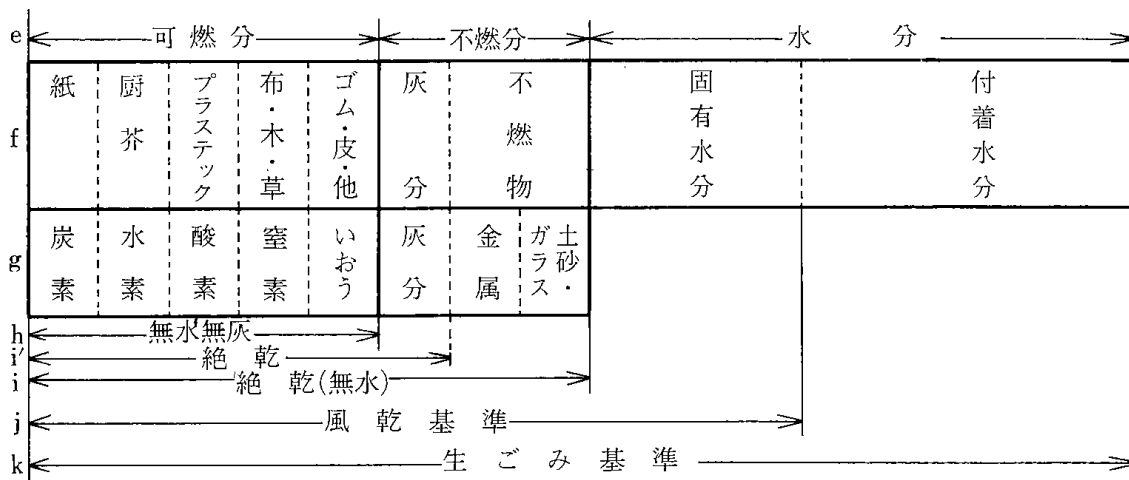 e 可燃分 不燃分 水分
f 紙 厨芥 プラステック 布・木・草 ゴム・皮・他 灰分 不燃物 固有水分 付着水分
g 炭素 水素 酸素 窒素 いおう 灰分 金属 土砂・ガラス
h 無水無灰
i′ 絶乾
i 絶乾(無水)
j 風乾基準
k 生ごみ基準